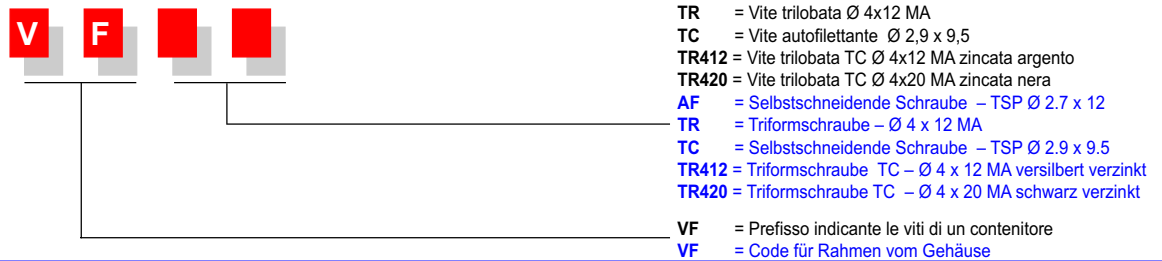 V F
TR = Vite trilobata Ø 4x12 MA
TC = Vite autofilettante Ø 2,9 x 9,5
TR412 = Vite trilobata TC Ø 4x12 MA zincata argento
TR420 = Vite trilobata TC Ø 4x20 MA zincata nera
AF = Selbstschneidende Schraube – TSP Ø 2.7 x 12
TR = Triformschraube – Ø 4 x 12 MA
TC = Selbstschneidende Schraube – TSP Ø 2.9 x 9.5
TR412 = Triformschraube TC – Ø 4 x 12 MA versilbert verzinkt
TR420 = Triformschraube TC – Ø 4 x 20 MA schwarz verzinkt
VF = Prefisso indicante le viti di un contenitore
VF = Code für Rahmen vom Gehäuse